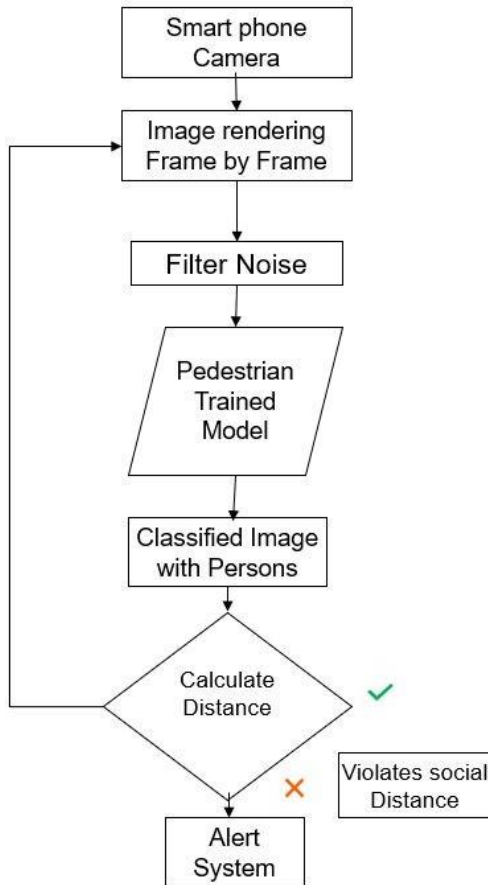 Smart phone
Camera
Image rendering
Frame by Frame
Filter Noise
Pedestrian
Trained
Model
Classified Image
with Persons
Calculate
Distance
Violates social
Distance
Alert
System